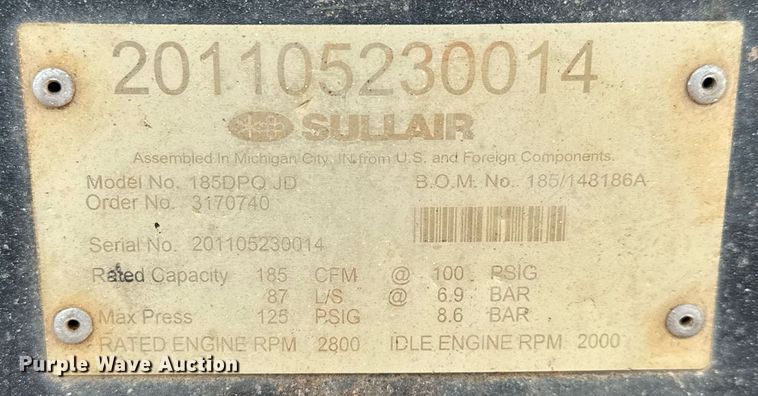 201105230014
SULLAIR
Assembled In Michigan City, IN from U.S. and Foreign Components.
Model No. 185DPQ JD B.O.M. No. 185/148186A
Order No. 3170740
Serial No. 201105230014
Rated Capacity 185 CFM @ 100 PSIG
87 L/S @ 6.9 BAR
Max Press 125 PSIG 8.6 BAR
RATED ENGINE RPM 2800 IDLE ENGINE RPM 2000
Purple Wave Auction